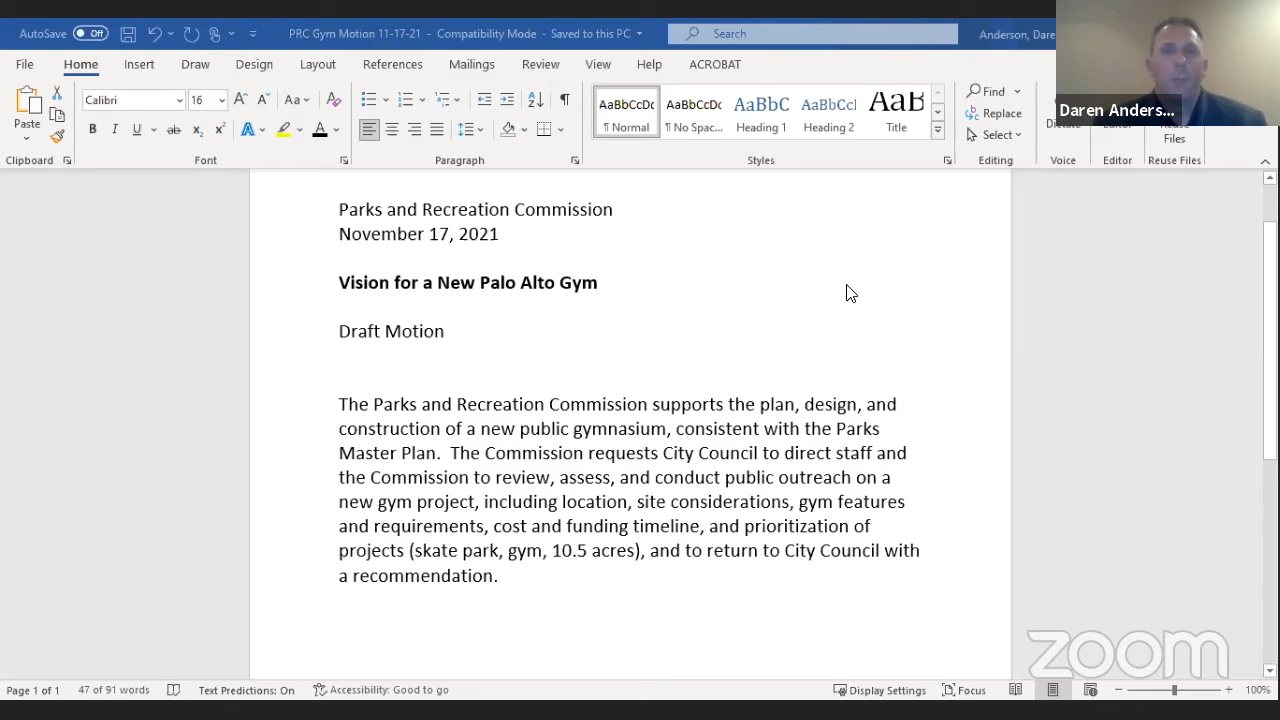 AutoSave Off PRC Gym Motion 11-17-21 - Compatibility Mode - Saved to this PC Search Anderson, Dare
File Home Insert Draw Design Layout References Mailings Review View Help ACROBAT
Daren Anders...
Paste Calibri 16 Aa AaBbCcDc AaBbCcDc AaBbC AaBbCcI AaB Find
B I U ab x2 x2 A A ¶ Normal ¶ No Spac... Heading 1 Heading 2 Title Replace
Select Files
Clipboard Font Paragraph Styles Editing Voice Editor Reuse Files
Parks and Recreation Commission
November 17, 2021
Vision for a New Palo Alto Gym
Draft Motion
The Parks and Recreation Commission supports the plan, design, and
construction of a new public gymnasium, consistent with the Parks
Master Plan.  The Commission requests City Council to direct staff and
the Commission to review, assess, and conduct public outreach on a
new gym project, including location, site considerations, gym features
and requirements, cost and funding timeline, and prioritization of
projects (skate park, gym, 10.5 acres), and to return to City Council with
a recommendation.
zoom
Page 1 of 1 47 of 91 words Text Predictions: On Accessibility: Good to go Display Settings Focus 100%